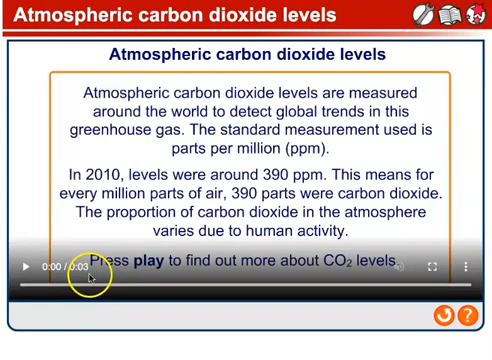 Atmospheric carbon dioxide levels
Atmospheric carbon dioxide levels
Atmospheric carbon dioxide levels are measured
around the world to detect global trends in this
greenhouse gas. The standard measurement used is
parts per million (ppm).
In 2010, levels were around 390 ppm. This means for
every million parts of air, 390 parts were carbon dioxide.
The proportion of carbon dioxide in the atmosphere
varies due to human activity.
Press play to find out more about CO₂ levels
0:00 / 0:03
?